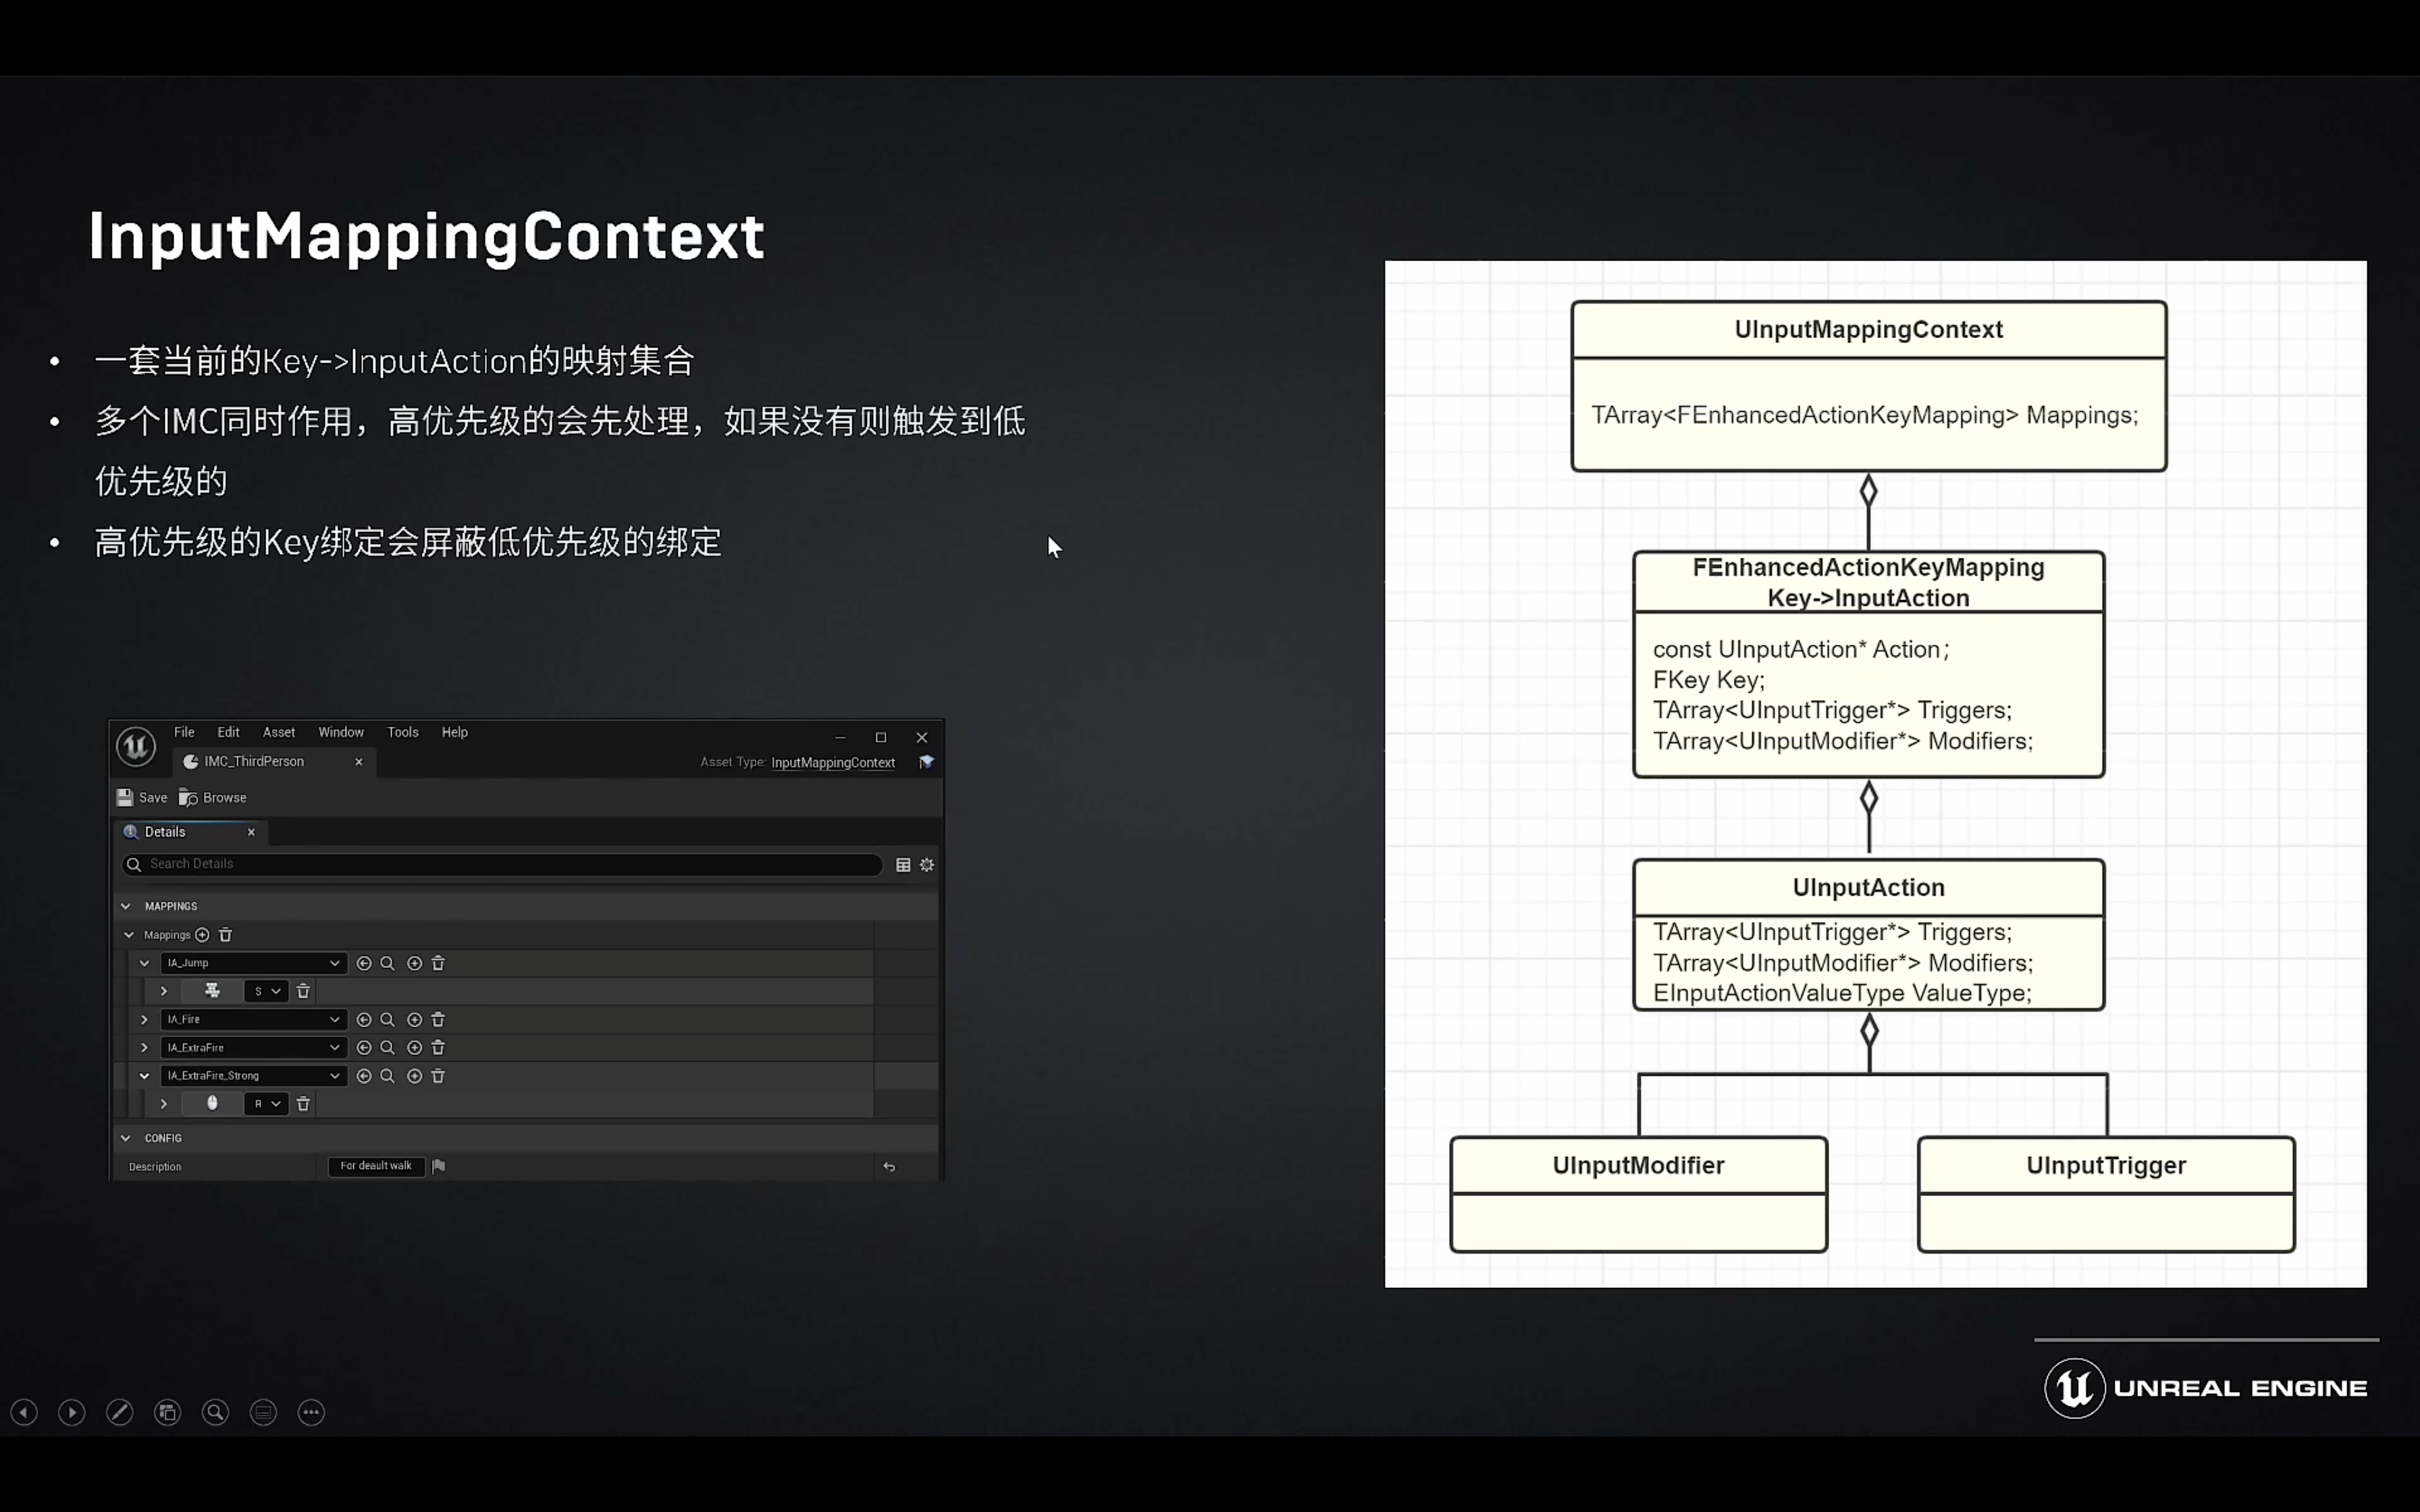 InputMappingContext
• 一套当前的Key->InputAction的映射集合
• 多个IMC同时作用，高优先级的会先处理，如果没有则触发到低
优先级的
• 高优先级的Key绑定会屏蔽低优先级的绑定
File Edit Asset Window Tools Help
IMC_ThirdPerson
Asset Type: InputMappingContext
Save Browse
Details
Search Details
MAPPINGS
Mappings
IA_Jump
S
IA_Fire
IA_ExtraFire
IA_ExtraFire_Strong
R
CONFIG
Description For deault walk
UInputMappingContext
TArray<FEnhancedActionKeyMapping> Mappings;
FEnhancedActionKeyMapping
Key->InputAction
const UInputAction* Action;
FKey Key;
TArray<UInputTrigger*> Triggers;
TArray<UInputModifier*> Modifiers;
UInputAction
TArray<UInputTrigger*> Triggers;
TArray<UInputModifier*> Modifiers;
EInputActionValueType ValueType;
UInputModifier
UInputTrigger
UNREAL ENGINE